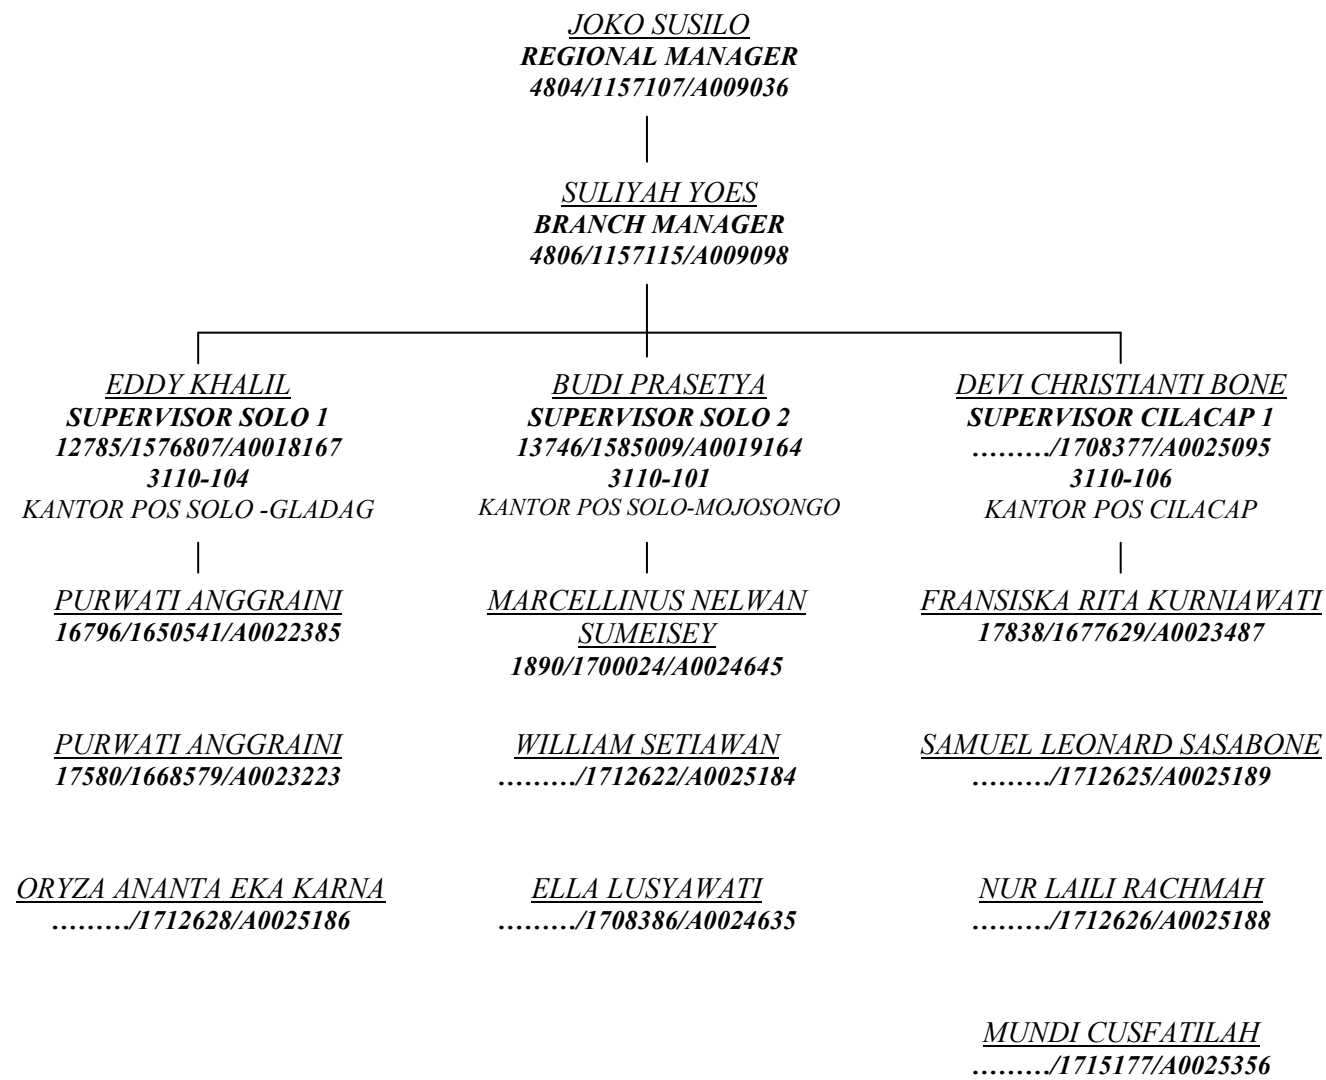 JOKO SUSILO
REGIONAL MANAGER
4804/1157107/A009036
SULIYAH YOES
BRANCH MANAGER
4806/1157115/A009098
EDDY KHALIL
SUPERVISOR SOLO 1
12785/1576807/A0018167
3110-104
KANTOR POS SOLO -GLADAG
BUDI PRASETYA
SUPERVISOR SOLO 2
13746/1585009/A0019164
3110-101
KANTOR POS SOLO-MOJOSONGO
DEVI CHRISTIANTI BONE
SUPERVISOR CILACAP 1
………/1708377/A0025095
3110-106
KANTOR POS CILACAP
PURWATI ANGGRAINI
16796/1650541/A0022385
MARCELLINUS NELWAN
SUMEISEY
1890/1700024/A0024645
FRANSISKA RITA KURNIAWATI
17838/1677629/A0023487
PURWATI ANGGRAINI
17580/1668579/A0023223
WILLIAM SETIAWAN
………/1712622/A0025184
SAMUEL LEONARD SASABONE
………/1712625/A0025189
ORYZA ANANTA EKA KARNA
………/1712628/A0025186
ELLA LUSYAWATI
………/1708386/A0024635
NUR LAILI RACHMAH
………/1712626/A0025188
MUNDI CUSFATILAH
………/1715177/A0025356